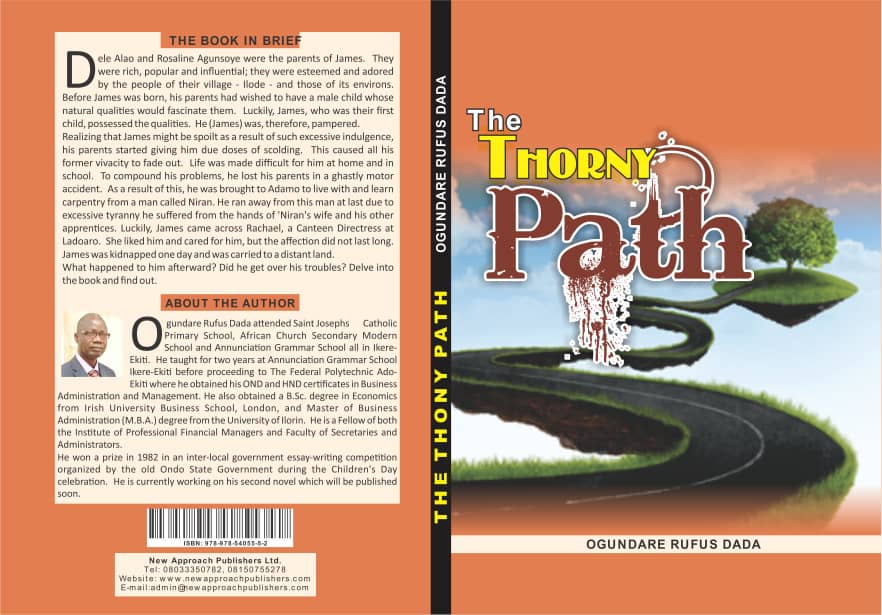 THE BOOK IN BRIEF
Dele Alao and Rosaline Agunsoye were the parents of James. They
were rich, popular and influential; they were esteemed and adored
by the people of their village - Ilode - and those of its environs.
Before James was born, his parents had wished to have a male child whose
natural qualities would fascinate them. Luckily, James, who was their first
child, possessed the qualities. He (James) was, therefore, pampered.
Realizing that James might be spoilt as a result of such excessive indulgence,
his parents started giving him due doses of scolding. This caused all his
former vivacity to fade out. Life was made difficult for him at home and in
school. To compound his problems, he lost his parents in a ghastly motor
accident. As a result of this, he was brought to Adamo to live with and learn
carpentry from a man called Niran. He ran away from this man at last due to
excessive tyranny he suffered from the hands of 'Niran's wife and his other
apprentices. Luckily, James came across Rachael, a Canteen Directress at
Ladoaro. She liked him and cared for him, but the affection did not last long.
James was kidnapped one day and was carried to a distant land.
What happened to him afterward? Did he get over his troubles? Delve into
the book and find out.
ABOUT THE AUTHOR
Ogundare Rufus Dada attended Saint Josephs Catholic
Primary School, African Church Secondary Modern
School and Annunciation Grammar School all in Ikere-
Ekiti. He taught for two years at Annunciation Grammar School
Ikere-Ekiti before proceeding to The Federal Polytechnic Ado-
Ekiti where he obtained his OND and HND certificates in Business
Administration and Management. He also obtained a B.Sc. degree in Economics
from Irish University Business School, London, and Master of Business
Administration (M.B.A.) degree from the University of Ilorin. He is a Fellow of both
the Institute of Professional Financial Managers and Faculty of Secretaries and
Administrators.
He won a prize in 1982 in an inter-local government essay-writing competition
organized by the old Ondo State Government during the Children's Day
celebration. He is currently working on his second novel which will be published
soon.
ISBN: 978-978-54055-5-2
New Approach Publishers Ltd.
Tel: 08033350782, 08150755278
Website: www.newapproachpublishers.com
E-mail:admin@newapproachpublishers.com
OGUNDARE RUFUS DADA
THE THONY PATH
The
THORNY
Path
OGUNDARE RUFUS DADA